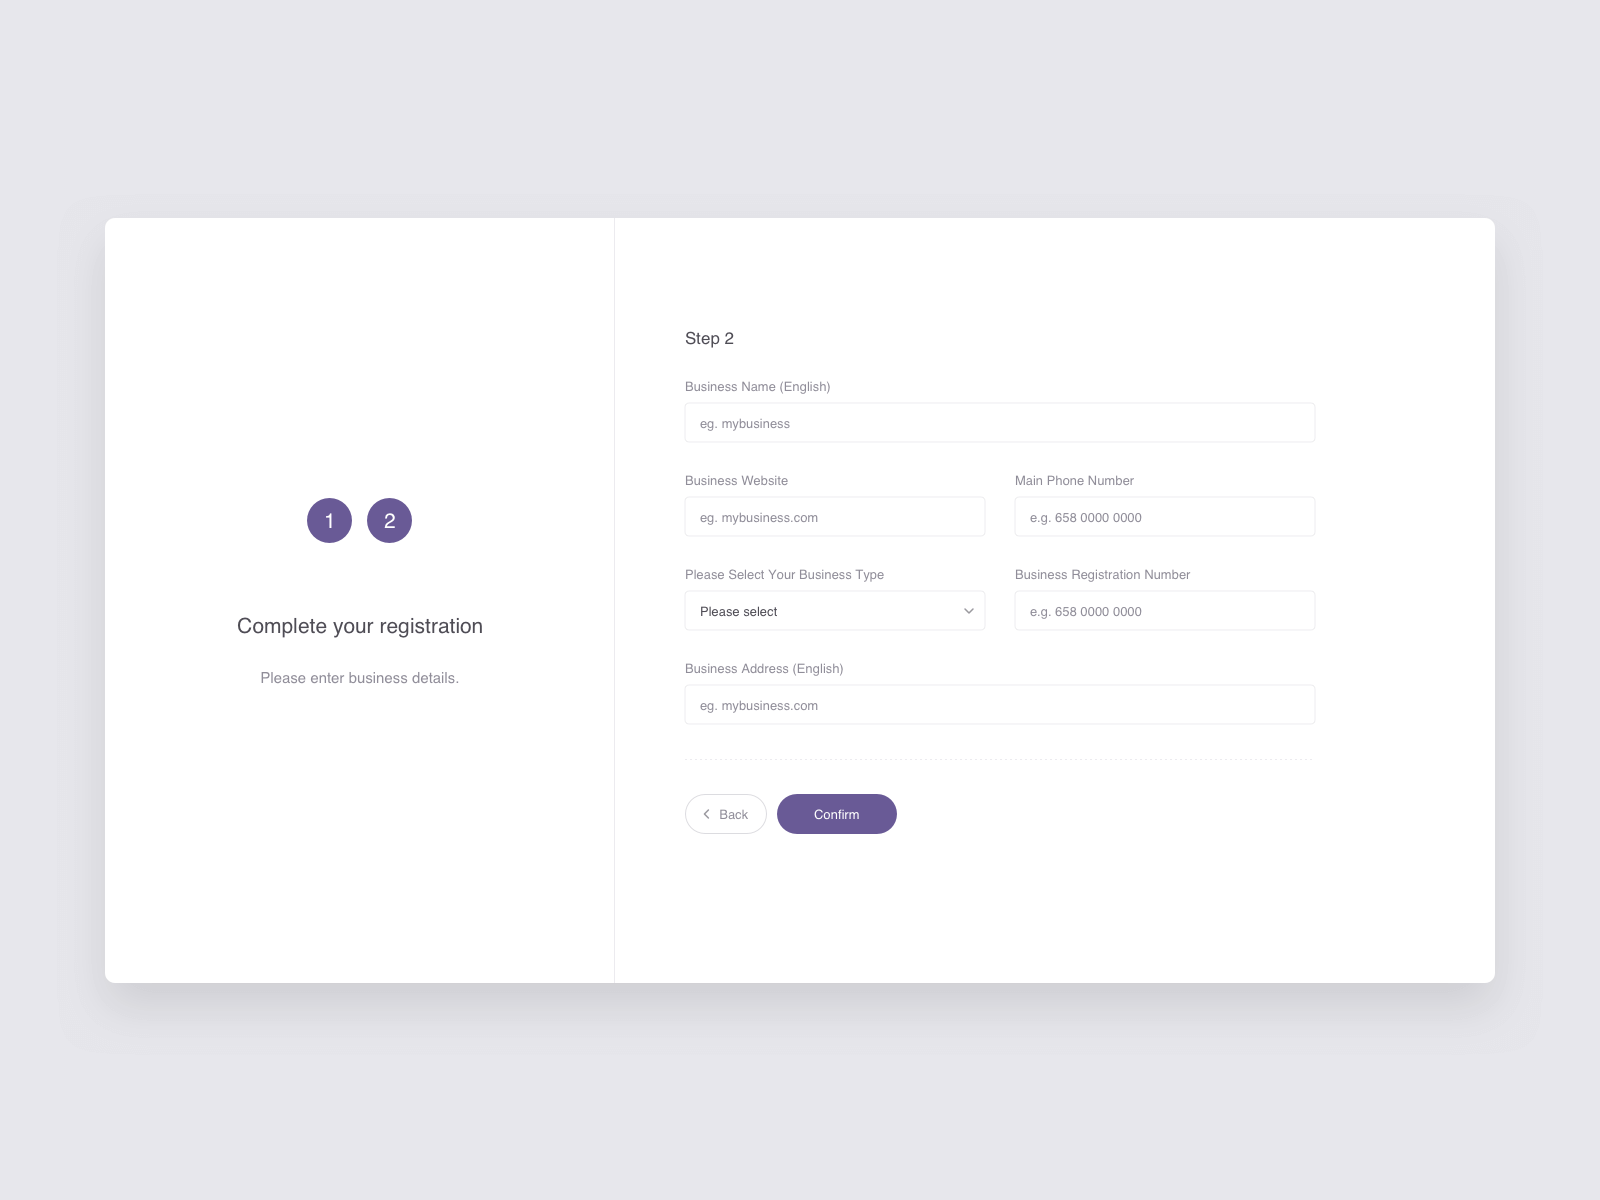 1 2
Complete your registration
Please enter business details.
Step 2
Business Name (English)
eg. mybusiness
Business Website
eg. mybusiness.com
Main Phone Number
e.g. 658 0000 0000
Please Select Your Business Type
Please select
Business Registration Number
e.g. 658 0000 0000
Business Address (English)
eg. mybusiness.com
Back
Confirm